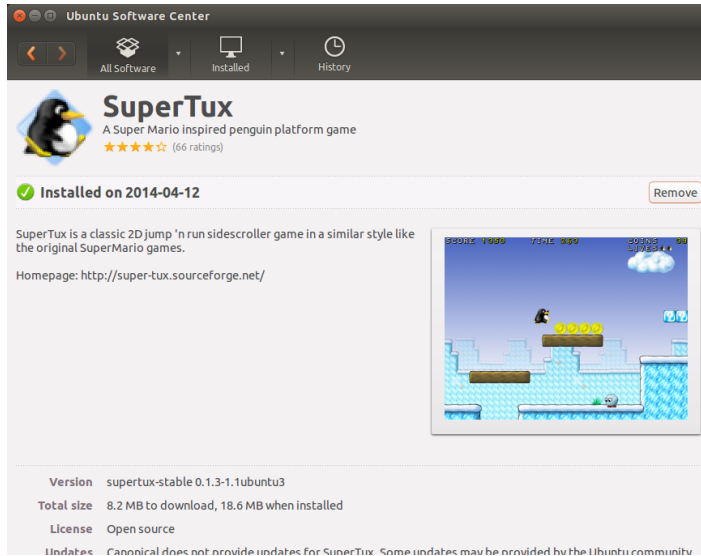 Ubuntu Software Center
All Software
Installed
History
SuperTux
A Super Mario inspired penguin platform game
(66 ratings)
Installed on 2014-04-12
Remove
SuperTux is a classic 2D jump 'n run sidescroller game in a similar style like
the original SuperMario games.
Homepage: http://super-tux.sourceforge.net/
SCORE 1050 TIME COINS
LIVES
Version supertux-stable 0.1.3-1.1ubuntu3
Total size 8.2 MB to download, 18.6 MB when installed
License Open source
Updates Canonical does not provide updates for SuperTux. Some updates may be provided by the Ubuntu community